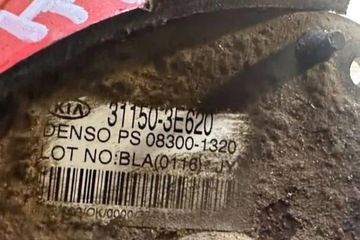 KIA 31150-3E620
DENSO PS 08300-1320
LOT NO:BLA(0116) JY